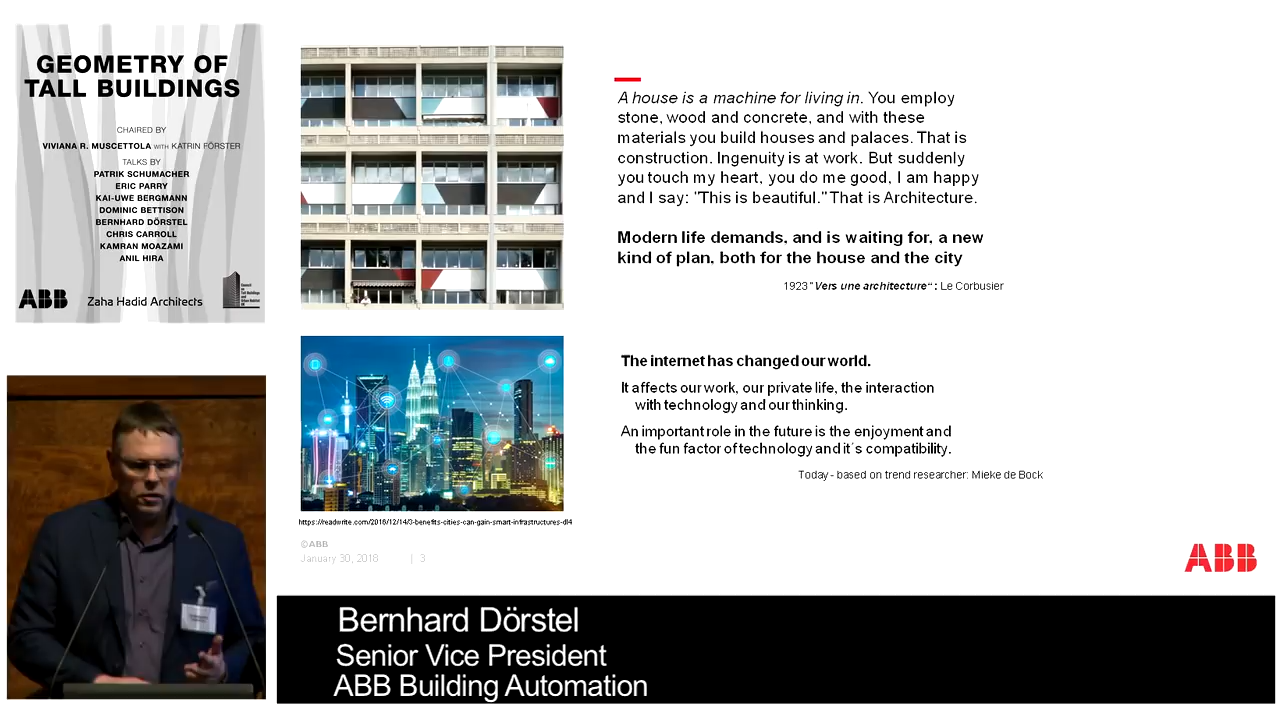 GEOMETRY OF
TALL BUILDINGS
CHAIRED BY
VIVIANA R. MUSCETTOLA WITH KATRIN FÖRSTER
TALKS BY
PATRIK SCHUMACHER
ERIC PARRY
KAI-UWE BERGMANN
DOMINIC BETTISON
BERNHARD DÖRSTEL
CHRIS CARROLL
KAMRAN MOAZAMI
ANIL HIRA
ABB
Zaha Hadid Architects
A house is a machine for living in. You employ
stone, wood and concrete, and with these
materials you build houses and palaces. That is
construction. Ingenuity is at work. But suddenly
you touch my heart, you do me good, I am happy
and I say: "This is beautiful." That is Architecture.
Modern life demands, and is waiting for, a new
kind of plan, both for the house and the city
1923 "Vers une architecture“ : Le Corbusier
The internet has changed our world.
It affects our work, our private life, the interaction
with technology and our thinking.
An important role in the future is the enjoyment and
the fun factor of technology and it´s compatibility.
Today - based on trend researcher: Mieke de Bock
https://readwrite.com/2016/12/14/3-benefits-cities-can-gain-smart-infrastructures-dl4
©ABB
January 30, 2018 | 3
ABB
Bernhard Dörstel
Senior Vice President
ABB Building Automation